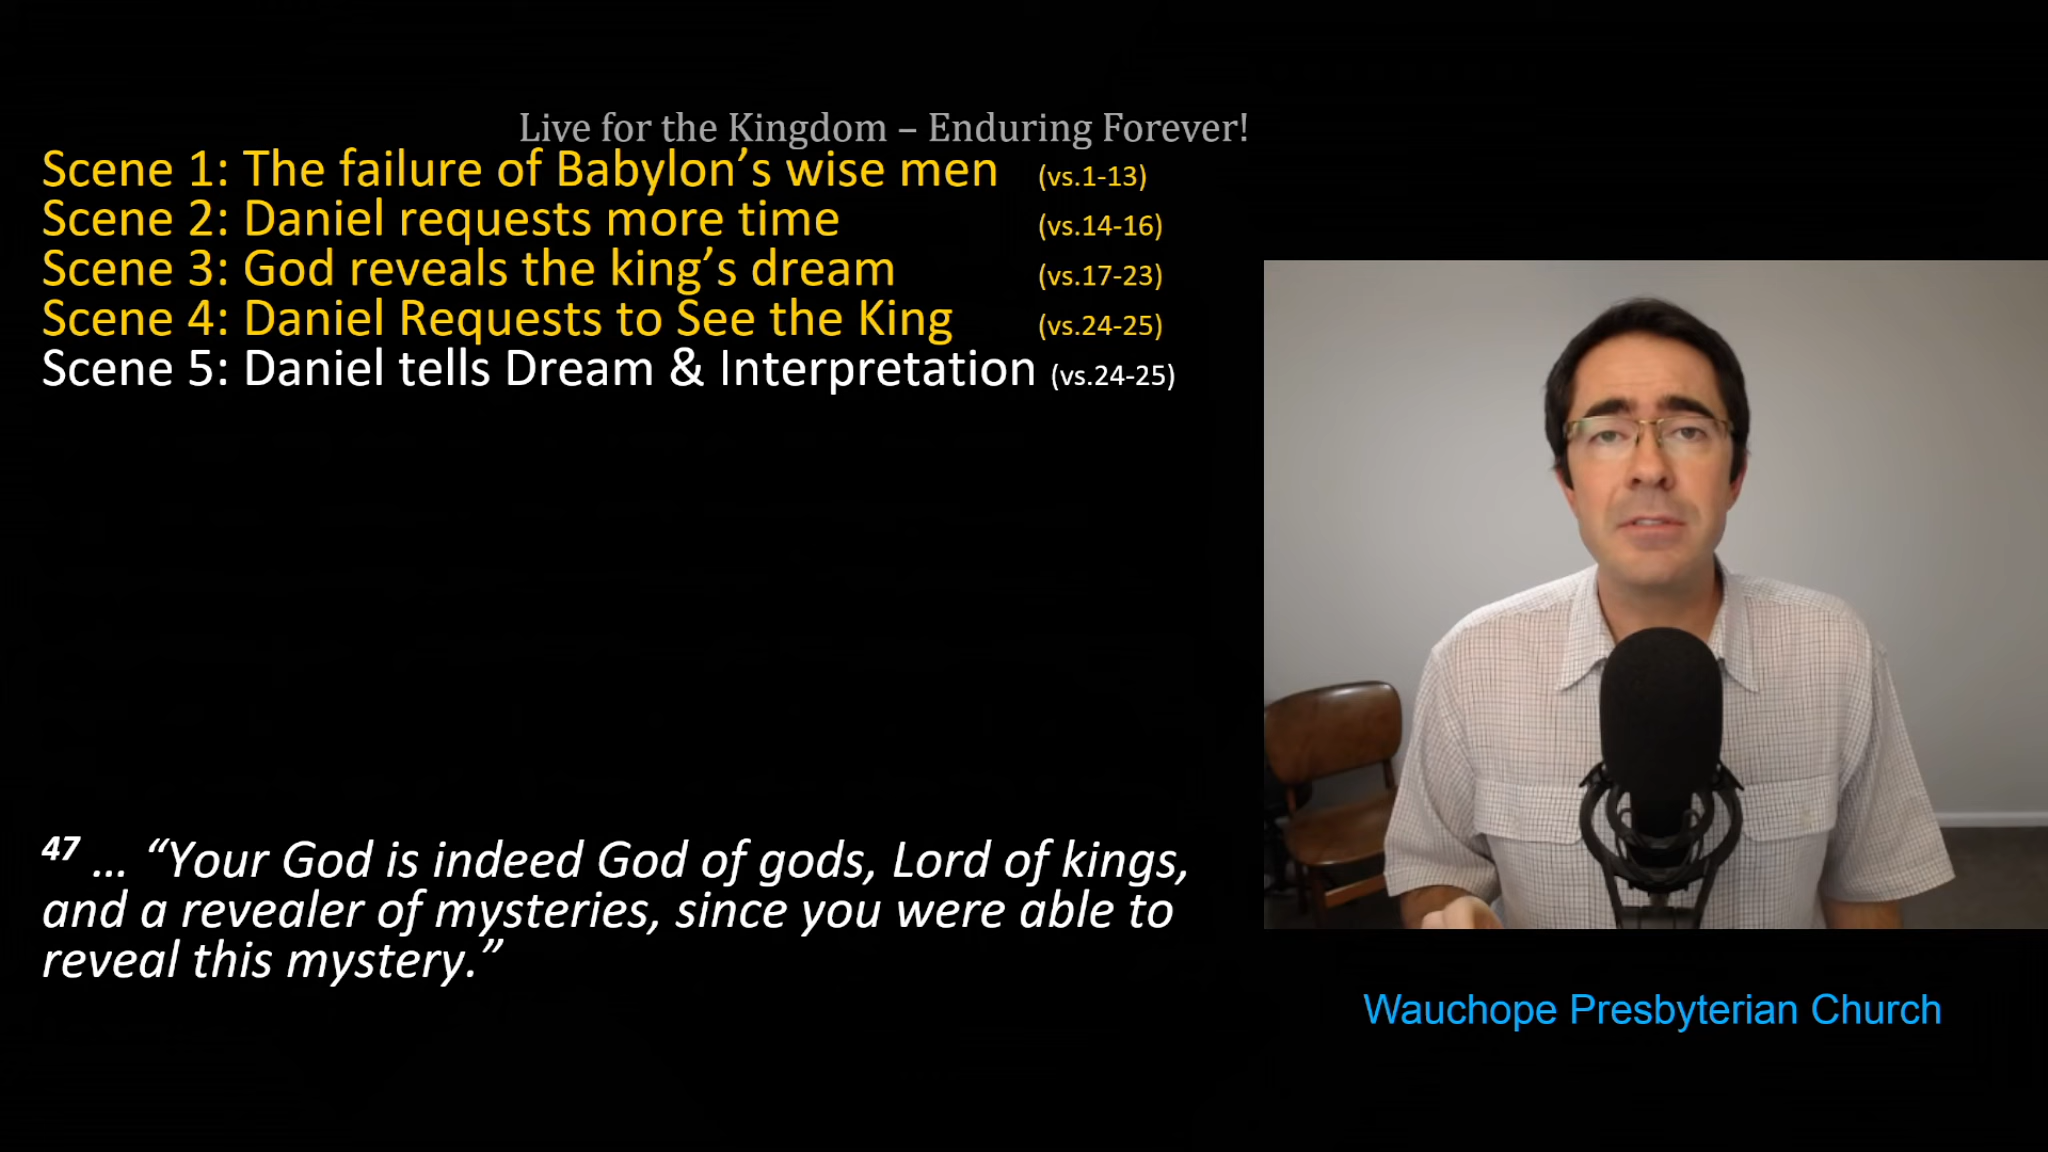 Live for the Kingdom – Enduring Forever!
Scene 1: The failure of Babylon’s wise men (vs.1-13)
Scene 2: Daniel requests more time (vs.14-16)
Scene 3: God reveals the king’s dream (vs.17-23)
Scene 4: Daniel Requests to See the King (vs.24-25)
Scene 5: Daniel tells Dream & Interpretation (vs.24-25)
47 … “Your God is indeed God of gods, Lord of kings,
and a revealer of mysteries, since you were able to
reveal this mystery.”
Wauchope Presbyterian Church